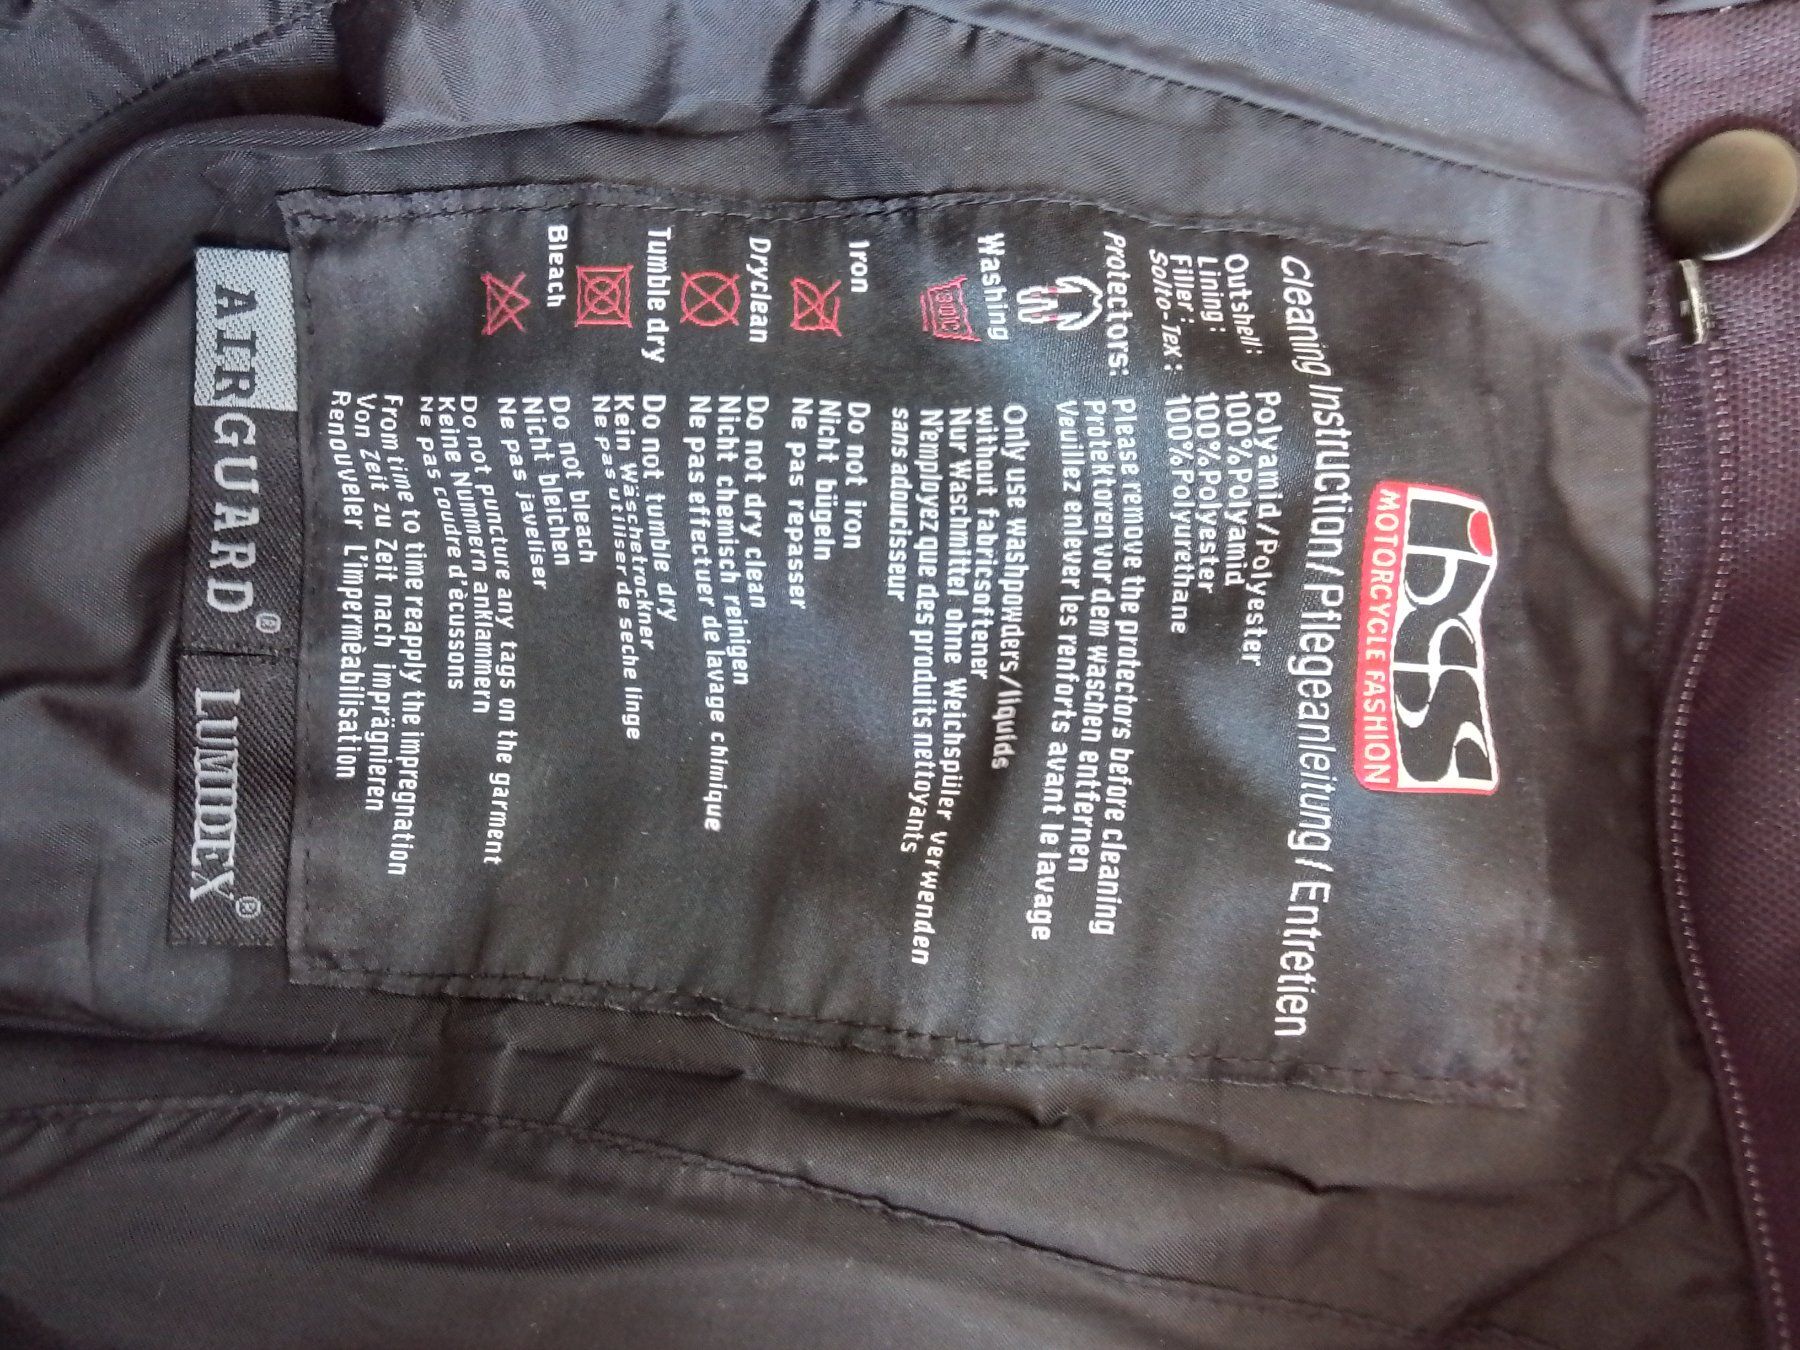 iXS
MOTORCYCLE FASHION
Cleaning Instruction/Pflegeanleitung/Entretien
Outshell: Polyamid/Polyester
Lining: 100%Polyamid
Filler: 100%Polyester
Solto-Tex: 100%Polyurethane
Protectors: Please remove the protectors before cleaning
Protektoren vor dem waschen entfernen
Veuillez enlever les renforts avant le lavage
Washing Only use washpowders/liquids
without fabricsoftener
30°C Nur Waschmittel ohne Weichspüler verwenden
N'employez que des produits nettoyants
sans adoucisseur
Iron Do not iron
Nicht bügeln
Ne pas repasser
Dryclean Do not dry clean
Nicht chemisch reinigen
Ne pas effectuer de lavage chimique
Tumble dry Do not tumble dry
Kein Wäschetrockner
Ne pas utiliser de seche linge
Bleach Do not bleach
Nicht bleichen
Ne pas javeliser
Do not puncture any tags on the garment
Keine Nummern anklammern
Ne pas coudre d'ècussons
From time to time reapply the impregnation
Von Zeit zu Zeit nach imprägnieren
Renouveler l'impermèabilisation
AIRGUARD® LUMIDEX®